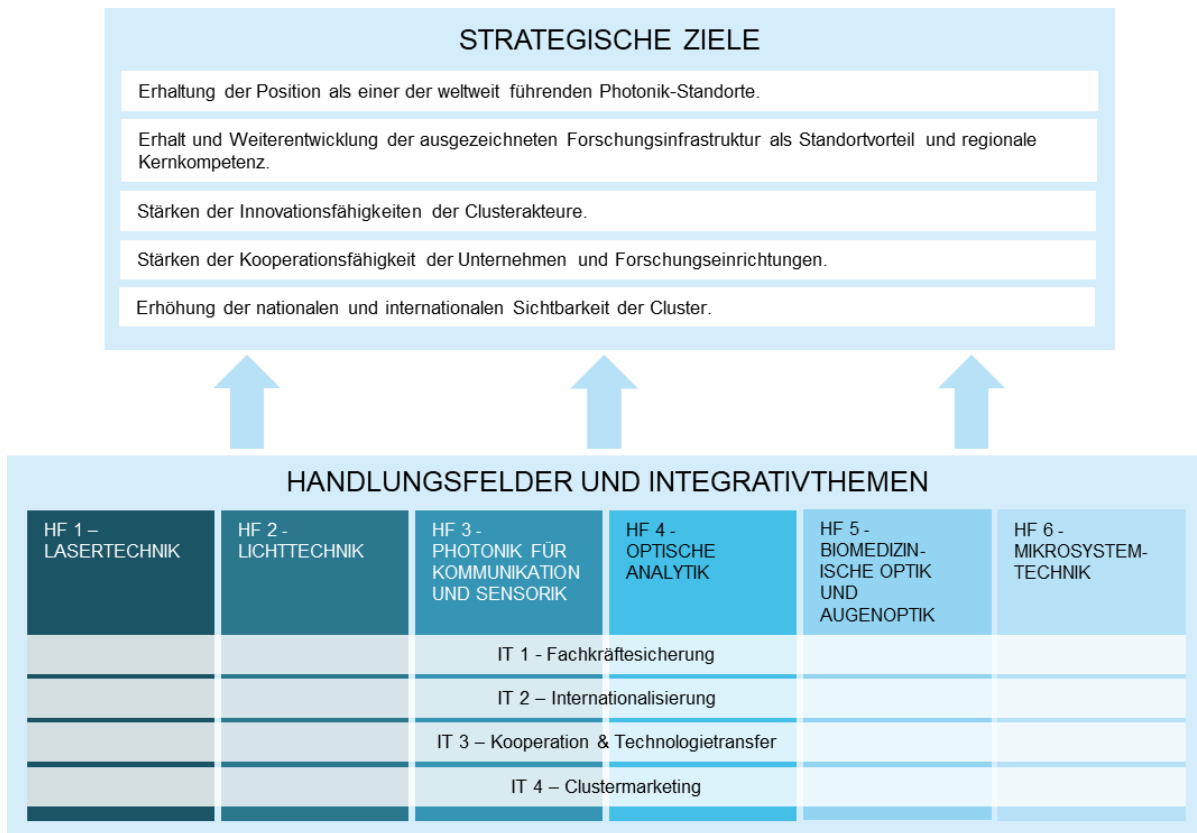 STRATEGISCHE ZIELE
Erhaltung der Position als einer der weltweit führenden Photonik-Standorte.
Erhalt und Weiterentwicklung der ausgezeichneten Forschungsinfrastruktur als Standortvorteil und regionale
Kernkompetenz.
Stärken der Innovationsfähigkeiten der Clusterakteure.
Stärken der Kooperationsfähigkeit der Unternehmen und Forschungseinrichtungen.
Erhöhung der nationalen und internationalen Sichtbarkeit der Cluster.
HANDLUNGSFELDER UND INTEGRATIVTHEMEN
HF 1 –
LASERTECHNIK
HF 2 -
LICHTTECHNIK
HF 3 -
PHOTONIK FÜR
KOMMUNIKATION
UND SENSORIK
HF 4 -
OPTISCHE
ANALYTIK
HF 5 -
BIOMEDIZIN-
ISCHE OPTIK
UND
AUGENOPTIK
HF 6 -
MIKROSYSTEM-
TECHNIK
IT 1 - Fachkräftesicherung
IT 2 – Internationalisierung
IT 3 – Kooperation & Technologietransfer
IT 4 – Clustermarketing